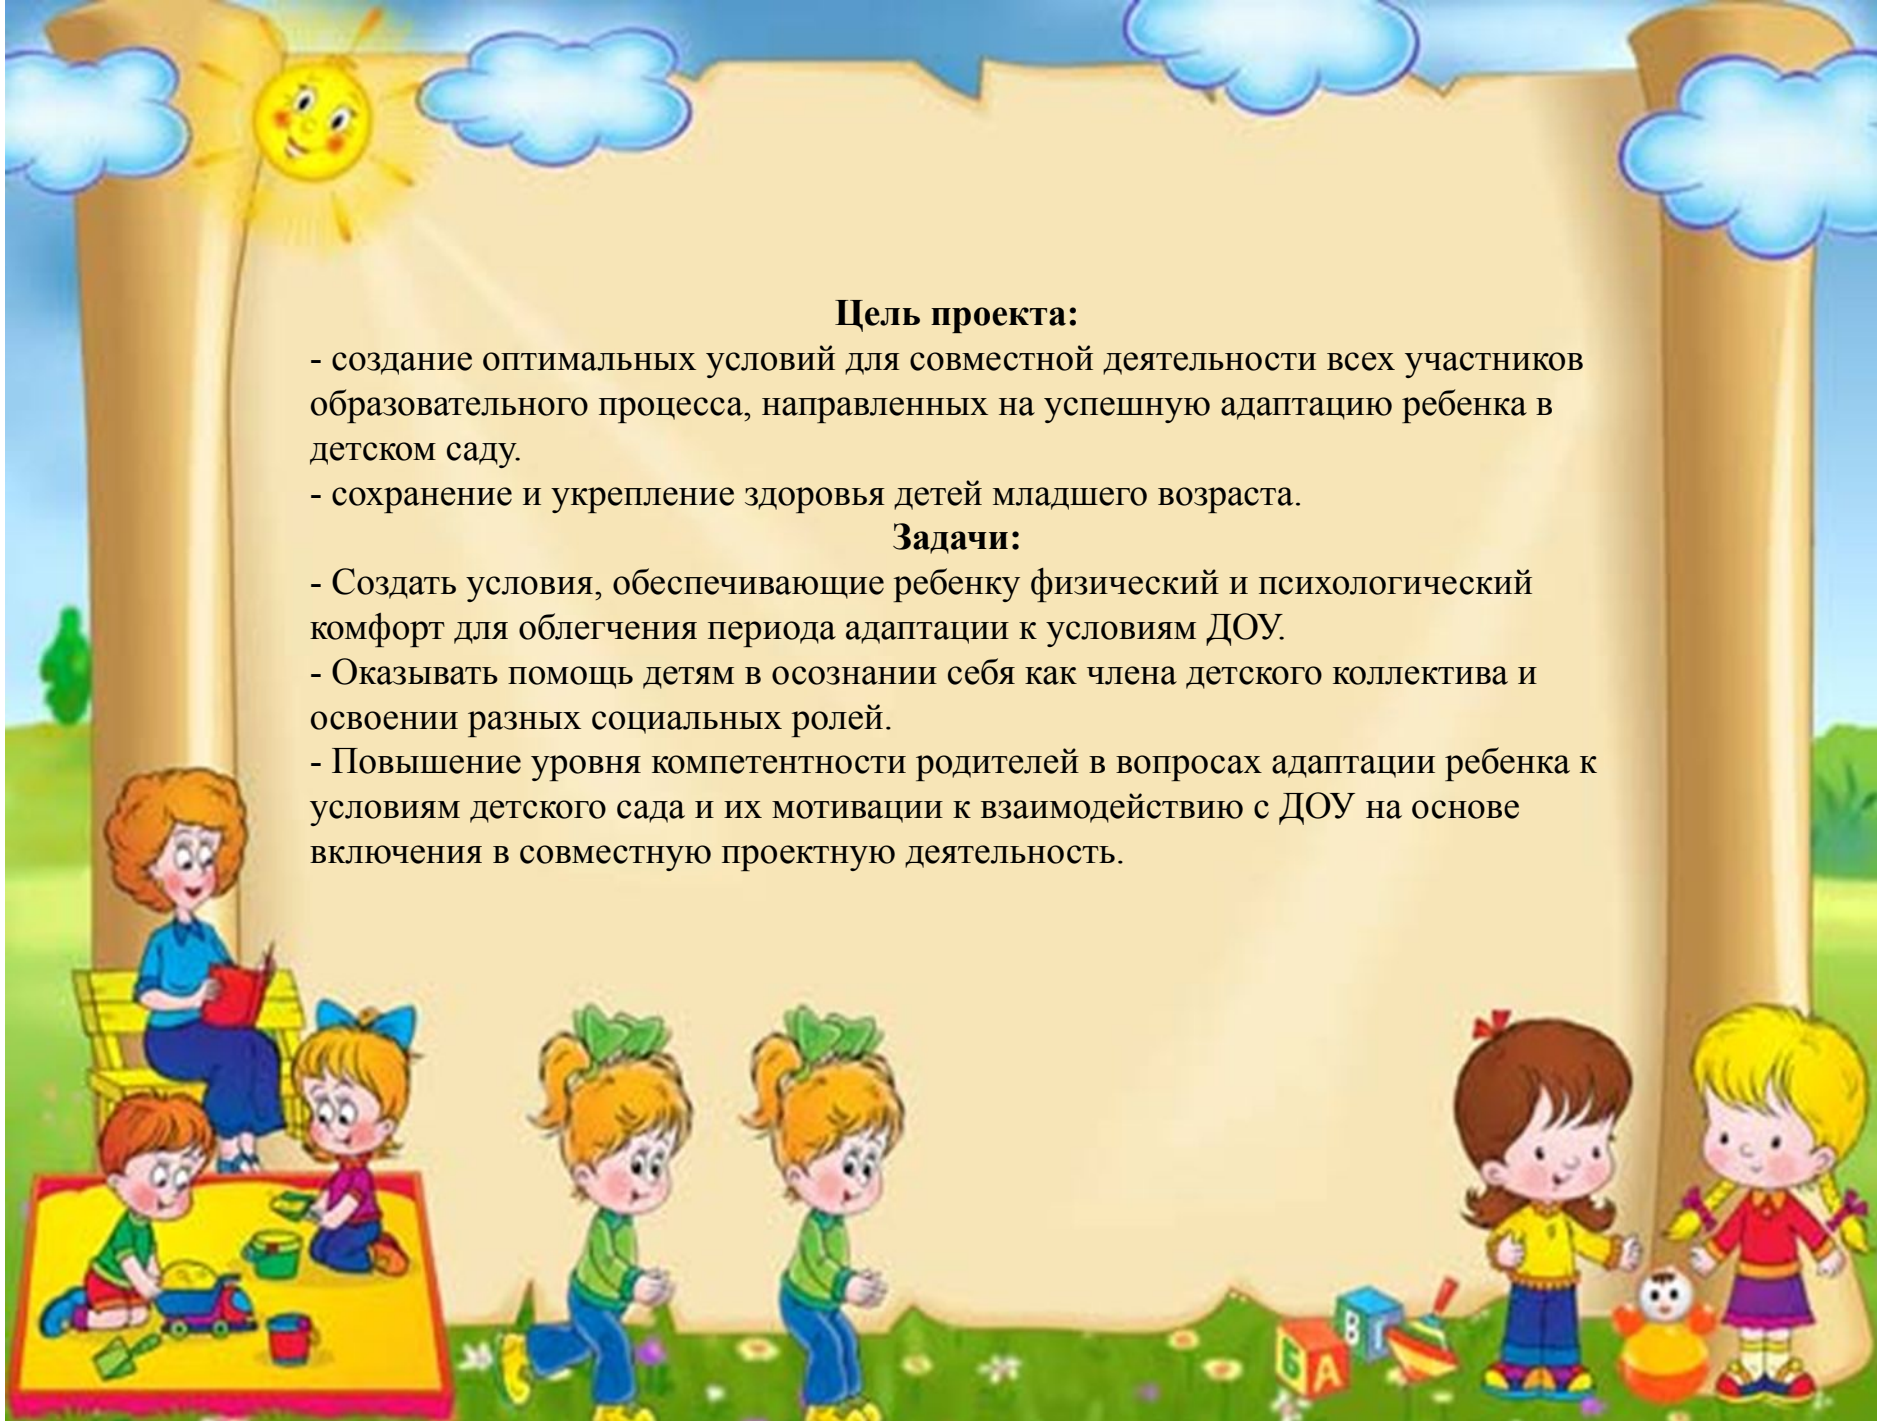 Цель проекта:
- создание оптимальных условий для совместной деятельности всех участников
образовательного процесса, направленных на успешную адаптацию ребенка в
детском саду.
- сохранение и укрепление здоровья детей младшего возраста.
Задачи:
- Создать условия, обеспечивающие ребенку физический и психологический
комфорт для облегчения периода адаптации к условиям ДОУ.
- Оказывать помощь детям в осознании себя как члена детского коллектива и
освоении разных социальных ролей.
- Повышение уровня компетентности родителей в вопросах адаптации ребенка к
условиям детского сада и их мотивации к взаимодействию с ДОУ на основе
включения в совместную проектную деятельность.
В Г
Б А